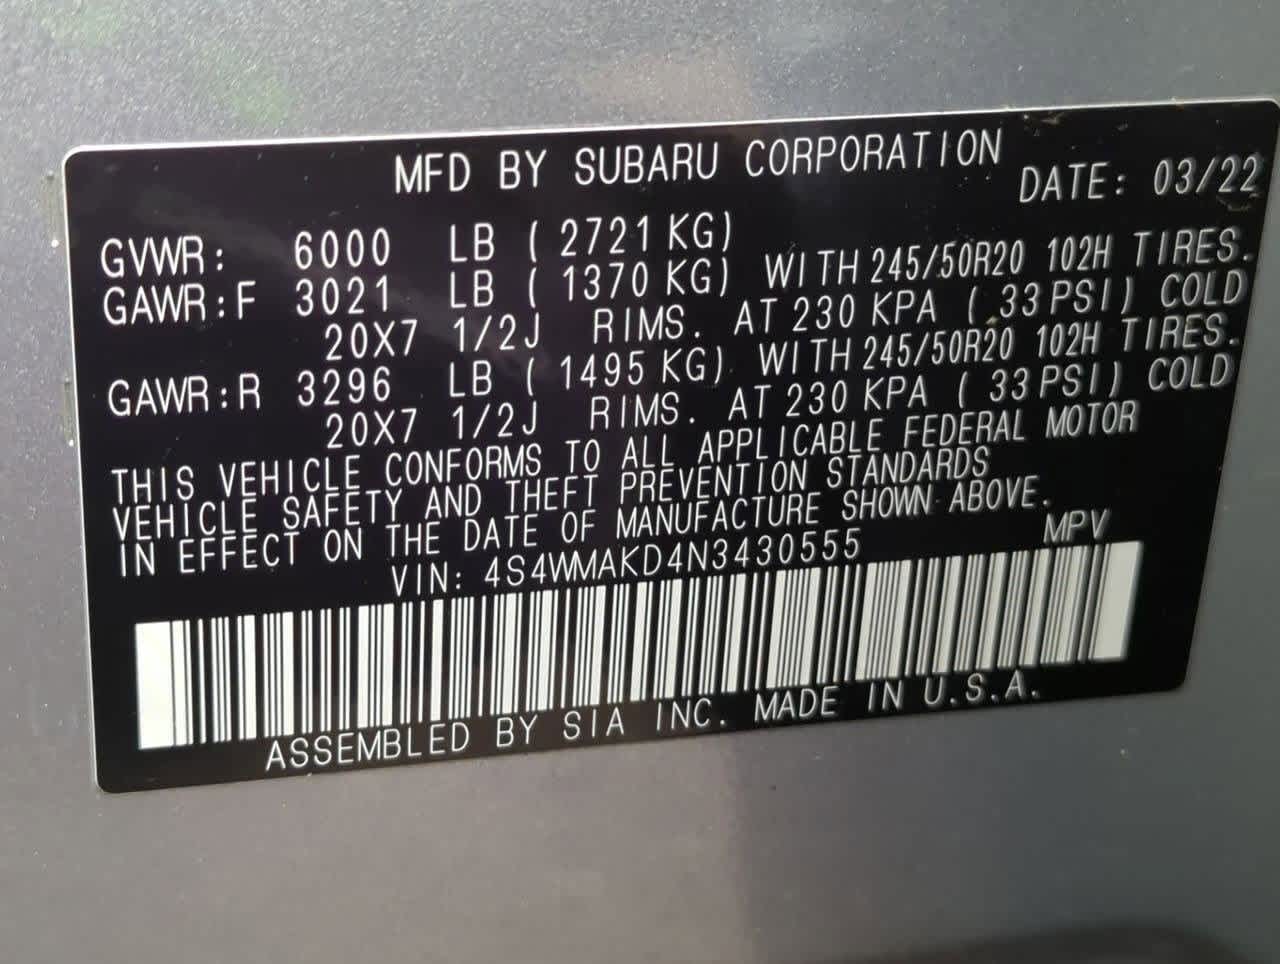 MFD BY SUBARU CORPORATION
DATE: 03/22
GVWR: 6000 LB ( 2721 KG)
GAWR:F 3021 LB ( 1370 KG) WITH 245/50R20 102H TIRES.
20X7 1/2J RIMS. AT 230 KPA ( 33 PSI) COLD
GAWR:R 3296 LB ( 1495 KG) WITH 245/50R20 102H TIRES.
20X7 1/2J RIMS. AT 230 KPA ( 33 PSI) COLD
THIS VEHICLE CONFORMS TO ALL APPLICABLE FEDERAL MOTOR
VEHICLE SAFETY AND THEFT PREVENTION STANDARDS
IN EFFECT ON THE DATE OF MANUFACTURE SHOWN ABOVE.
VIN: 4S4WMAKD4N3430555 MPV
ASSEMBLED BY SIA INC. MADE IN U.S.A.